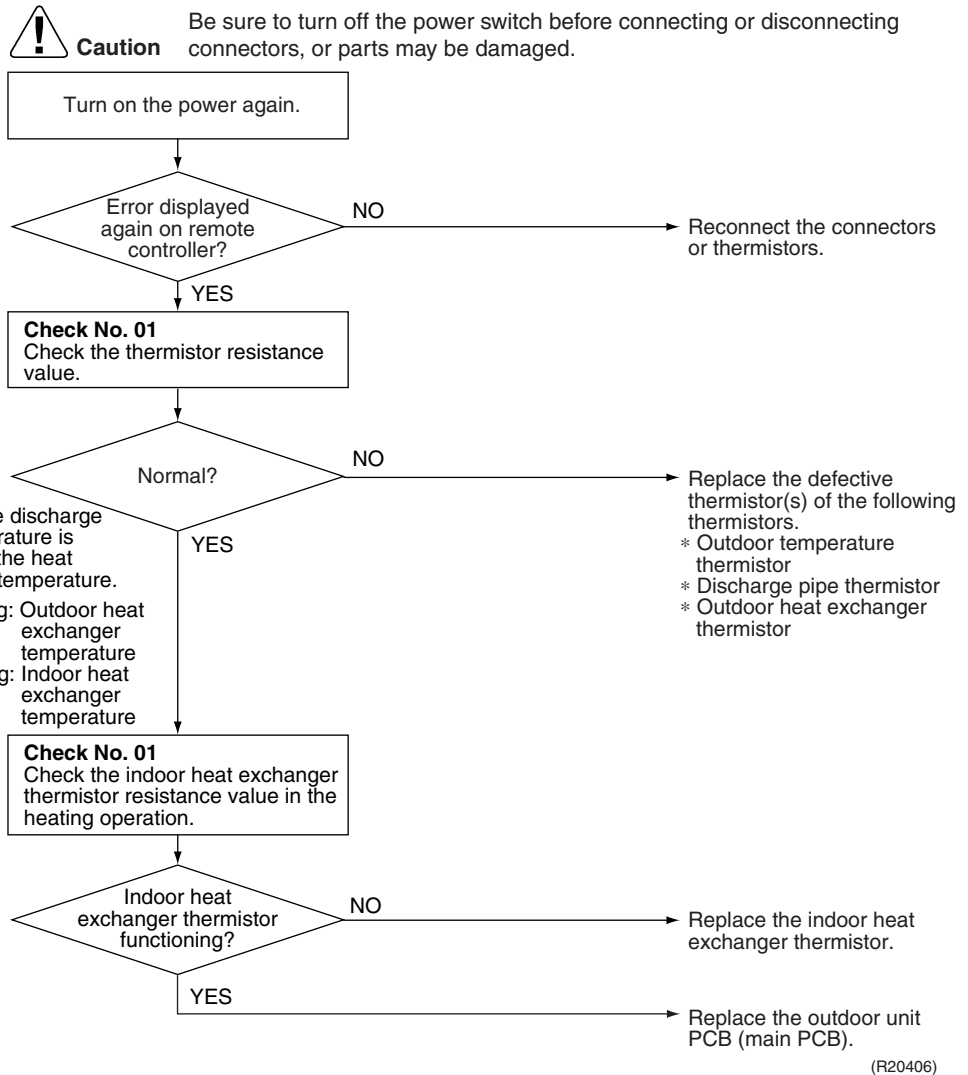 Be sure to turn off the power switch before connecting or disconnecting
Caution connectors, or parts may be damaged.
Turn on the power again.
Error displayed
again on remote
controller?
NO
Reconnect the connectors
or thermistors.
YES
Check No. 01
Check the thermistor resistance
value.
Normal?
NO
Replace the defective
thermistor(s) of the following
thermistors.
∗ Outdoor temperature
thermistor
∗ Discharge pipe thermistor
∗ Outdoor heat exchanger
thermistor
discharge
is
the heat
temperature.
Outdoor heat
exchanger
temperature
Indoor heat
exchanger
temperature
YES
Check No. 01
Check the indoor heat exchanger
thermistor resistance value in the
heating operation.
Indoor heat
exchanger thermistor
functioning?
NO
Replace the indoor heat
exchanger thermistor.
YES
Replace the outdoor unit
PCB (main PCB).
(R20406)